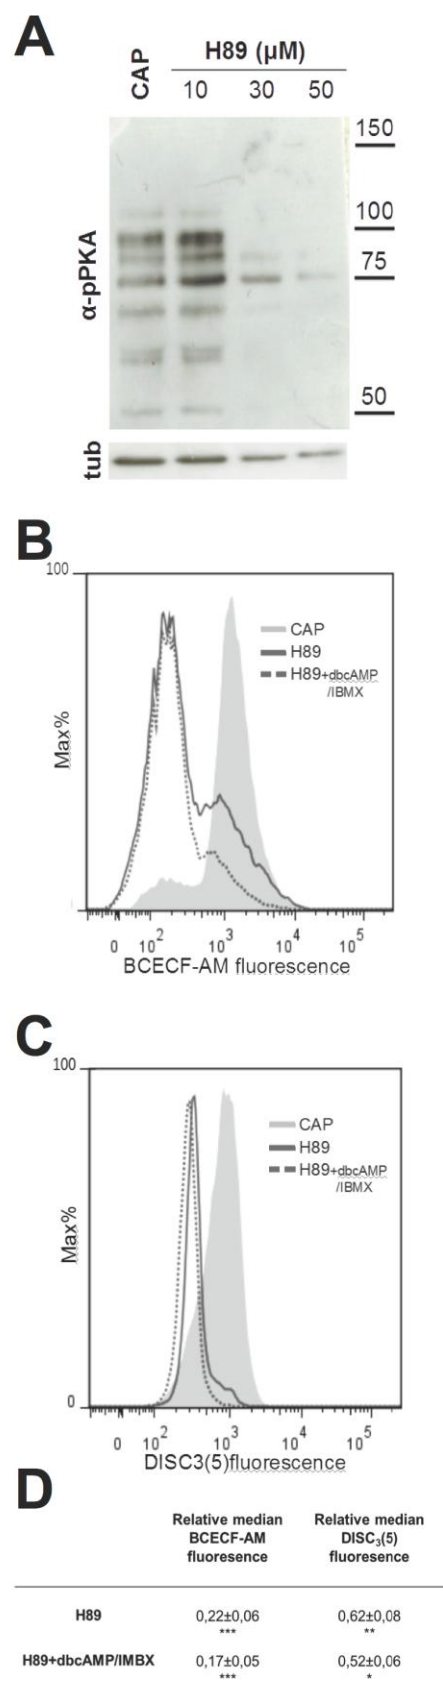 A
CAP
H89 (µM)
10 30 50
α-pPKA
150
100
75
50
tub
B
100
Max%
CAP
H89
H89+dbcAMP
/IBMX
0 10² 10³ 10⁴ 10⁵
BCECF-AM fluorescence
C
100
Max%
CAP
H89
H89+dbcAMP
/IBMX
0
0 10² 10³ 10⁴ 10⁵
DISC3(5)fluorescence
D
Relative median Relative median
BCECF-AM DISC₃(5)
fluoresence fluoresence
H89 0,22±0,06 0,62±0,08
*** **
H89+dbcAMP/IMBX 0,17±0,05 0,52±0,06
*** *